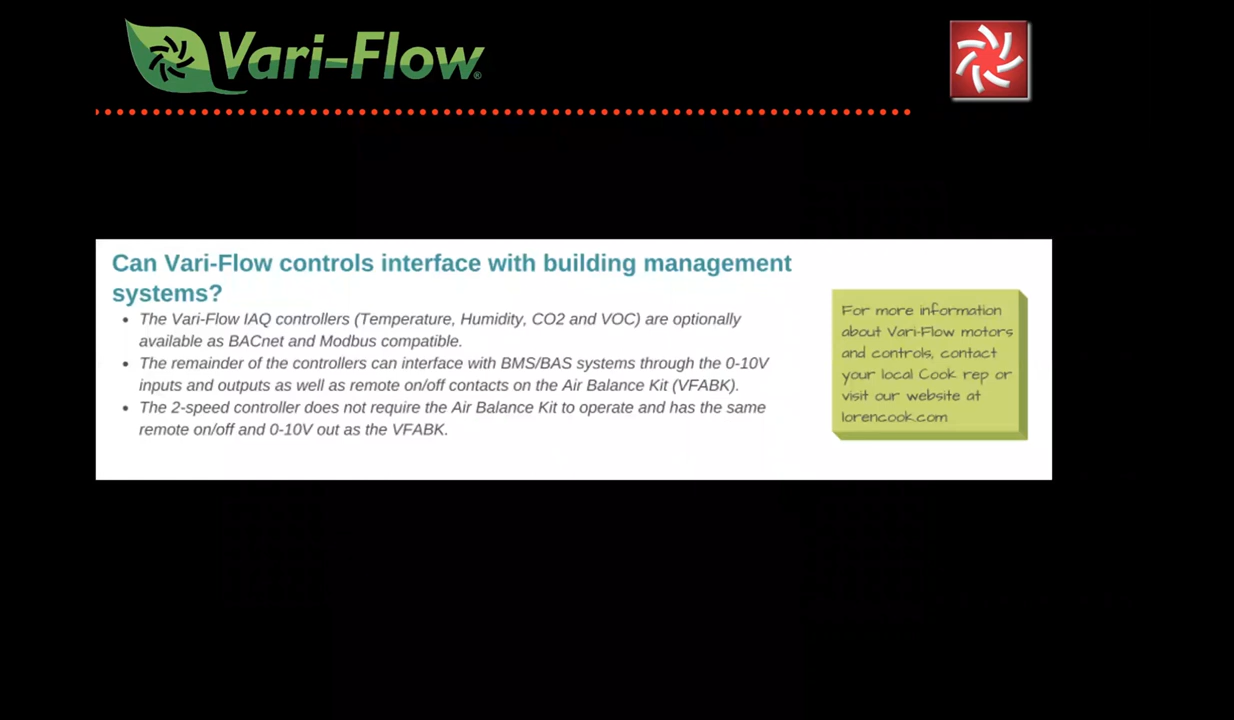 Vari-Flow®
Can Vari-Flow controls interface with building management
systems?
• The Vari-Flow IAQ controllers (Temperature, Humidity, CO2 and VOC) are optionally
available as BACnet and Modbus compatible.
• The remainder of the controllers can interface with BMS/BAS systems through the 0-10V
inputs and outputs as well as remote on/off contacts on the Air Balance Kit (VFABK).
• The 2-speed controller does not require the Air Balance Kit to operate and has the same
remote on/off and 0-10V out as the VFABK.
For more information
about Vari-Flow motors
and controls, contact
your local Cook rep or
visit our website at
lorencook.com